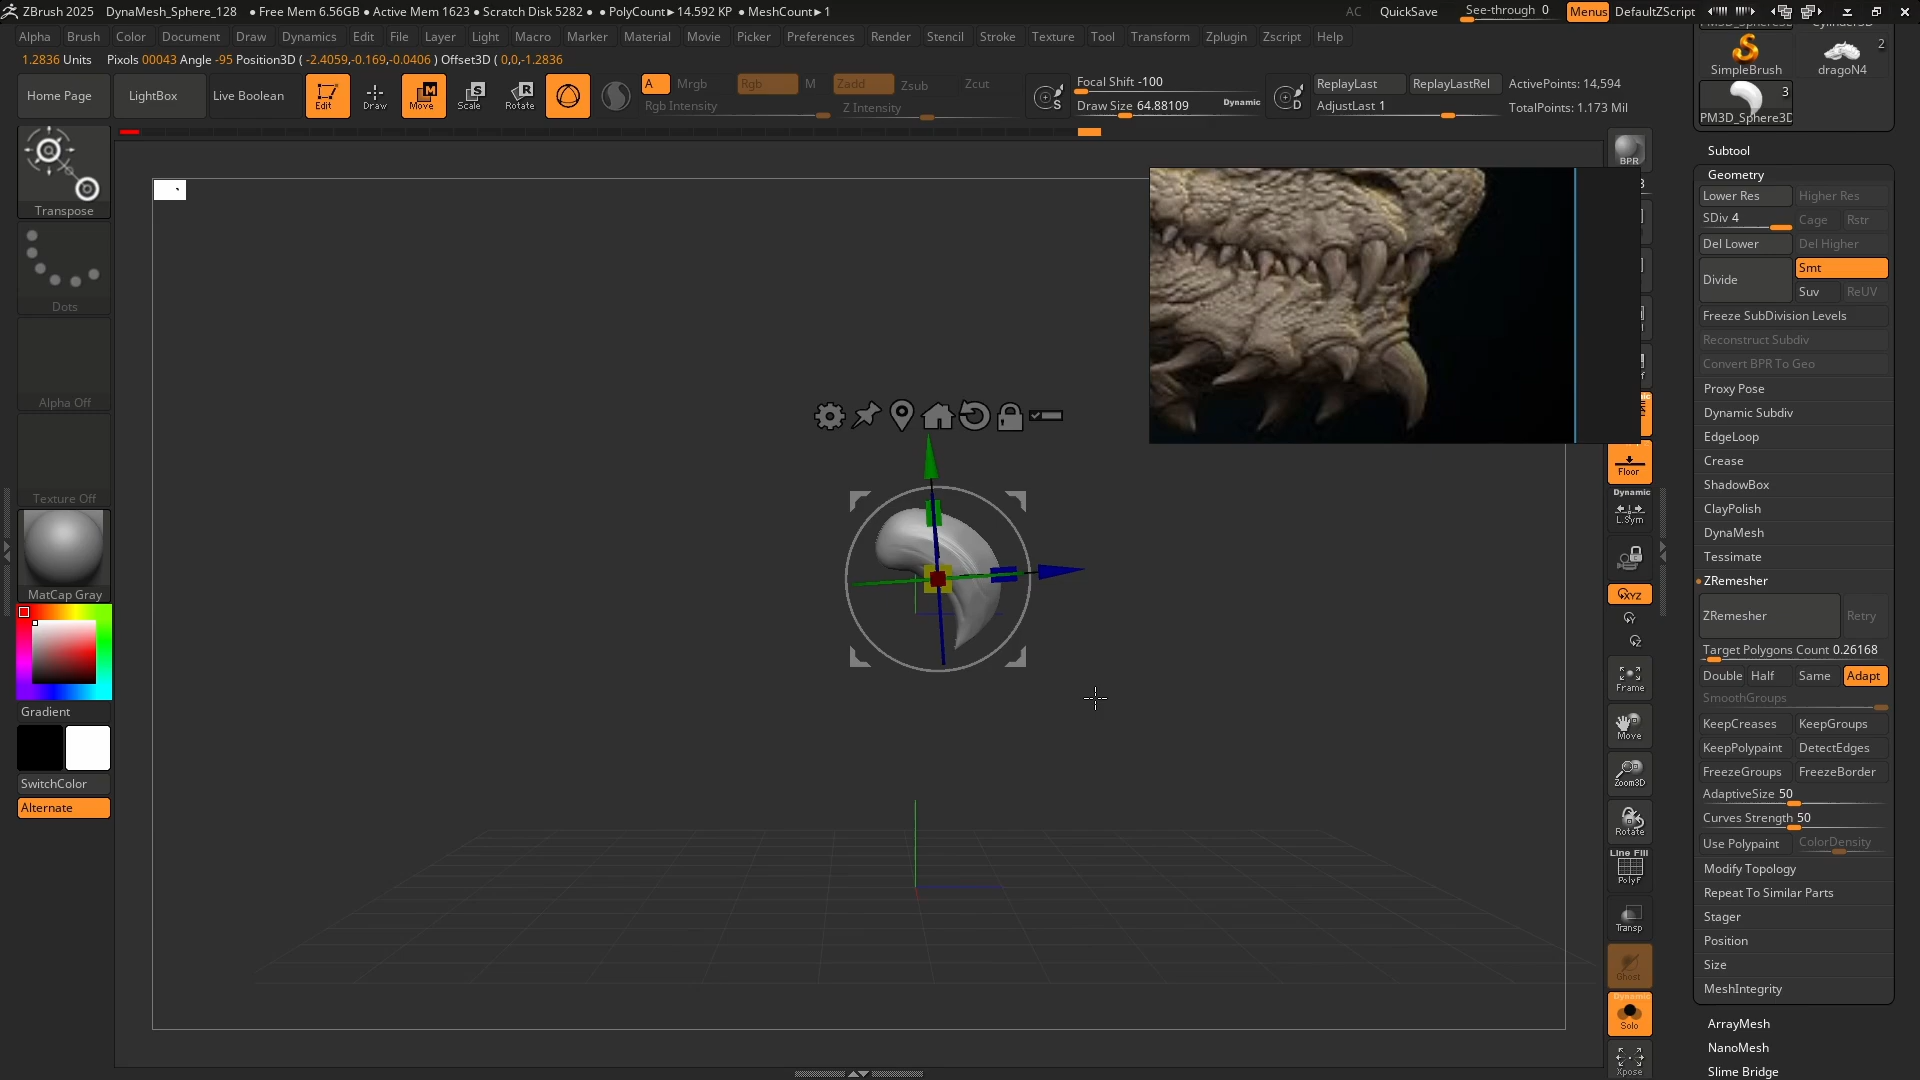 ZBrush 2025 DynaMesh_Sphere_128 ● Free Mem 6.56GB ● Active Mem 1623 ● Scratch Disk 5282 ● ● PolyCount►14.592 KP ● MeshCount►1 AC QuickSave See-through 0 Menus DefaultZScript
Alpha Brush Color Document Draw Dynamics Edit File Layer Light Macro Marker Material Movie Picker Preferences Render Stencil Stroke Texture Tool Transform Zplugin Zscript Help
1.2836 Units Pixols 00043 Angle -95 Position3D ( -2.4059,-0.169,-0.0406 ) Offset3D ( 0,0,-1.2836
Home Page LightBox Live Boolean Edit Draw Move Scale Rotate
A Mrgb Rgb M Zadd Zsub Zcut
Rgb Intensity Z Intensity
Focal Shift -100
Draw Size 64.88109 Dynamic
ReplayLast ReplayLastRel ActivePoints: 14,594
AdjustLast 1 TotalPoints: 1.173 Mil
Transpose
Dots
Alpha Off
Texture Off
MatCap Gray
Gradient
SwitchColor
Alternate
BPR
Floor
Dynamic
L.Sym
XYZ
Frame
Move
Zoom3D
Rotate
Line Fill
PolyF
Transp
Ghost
Dynamic
Solo
Xpose
SimpleBrush
2
dragoN4
3
PM3D_Sphere3D
Subtool
Geometry
Lower Res Higher Res
SDiv 4 Cage Rstr
Del Lower Del Higher
Divide Smt
Suv ReUV
Freeze SubDivision Levels
Reconstruct Subdiv
Convert BPR To Geo
Proxy Pose
Dynamic Subdiv
EdgeLoop
Crease
ShadowBox
ClayPolish
DynaMesh
Tessimate
ZRemesher
ZRemesher Retry
Target Polygons Count 0.26168
Double Half Same Adapt
SmoothGroups
KeepCreases KeepGroups
KeepPolypaint DetectEdges
FreezeGroups FreezeBorder
AdaptiveSize 50
Curves Strength 50
Use Polypaint ColorDensity
Modify Topology
Repeat To Similar Parts
Stager
Position
Size
MeshIntegrity
ArrayMesh
NanoMesh
Slime Bridge